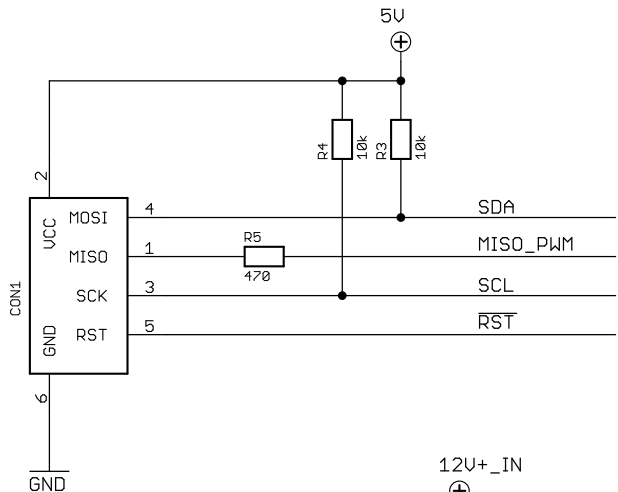 5V
R4
10k
R3
10k
2
VCC
MOSI
4
SDA
R5
MISO
1
MISO_PWM
470
CON1
SCK
3
SCL
GND
RST
5
RST
6
GND
12V+_IN